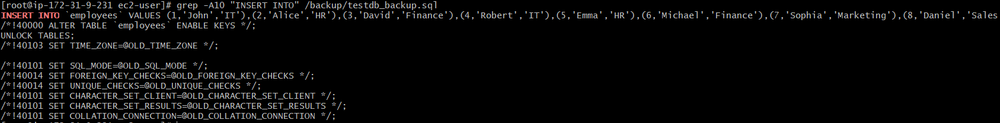 [root@ip-172-31-9-231 ec2-user]# grep -A10 "INSERT INTO" /backup/testdb_backup.sql
INSERT INTO `employees` VALUES (1,'John','IT'),(2,'Alice','HR'),(3,'David','Finance'),(4,'Robert','IT'),(5,'Emma','HR'),(6,'Michael','Finance'),(7,'Sophia','Marketing'),(8,'Daniel','Sales
/*!40000 ALTER TABLE `employees` ENABLE KEYS */;
UNLOCK TABLES;
/*!40103 SET TIME_ZONE=@OLD_TIME_ZONE */;
/*!40101 SET SQL_MODE=@OLD_SQL_MODE */;
/*!40014 SET FOREIGN_KEY_CHECKS=@OLD_FOREIGN_KEY_CHECKS */;
/*!40014 SET UNIQUE_CHECKS=@OLD_UNIQUE_CHECKS */;
/*!40101 SET CHARACTER_SET_CLIENT=@OLD_CHARACTER_SET_CLIENT */;
/*!40101 SET CHARACTER_SET_RESULTS=@OLD_CHARACTER_SET_RESULTS */;
/*!40101 SET COLLATION_CONNECTION=@OLD_COLLATION_CONNECTION */;